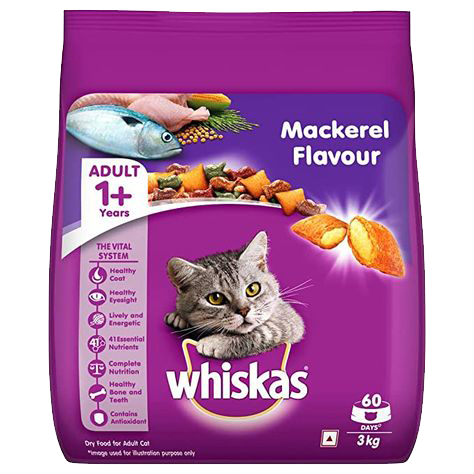 Mackerel
Flavour
ADULT
1+
Years
THE VITAL
SYSTEM
Healthy
Coat
Healthy
Eyesight
Lively and
Energetic
41
41 Essential
Nutrients
Complete
Nutrition
Healthy
Bone and
Teeth
Contains
Antioxidant
whiskas
60
DAYS
3kg
Dry Food for Adult Cat
*Image used for illustration purpose only